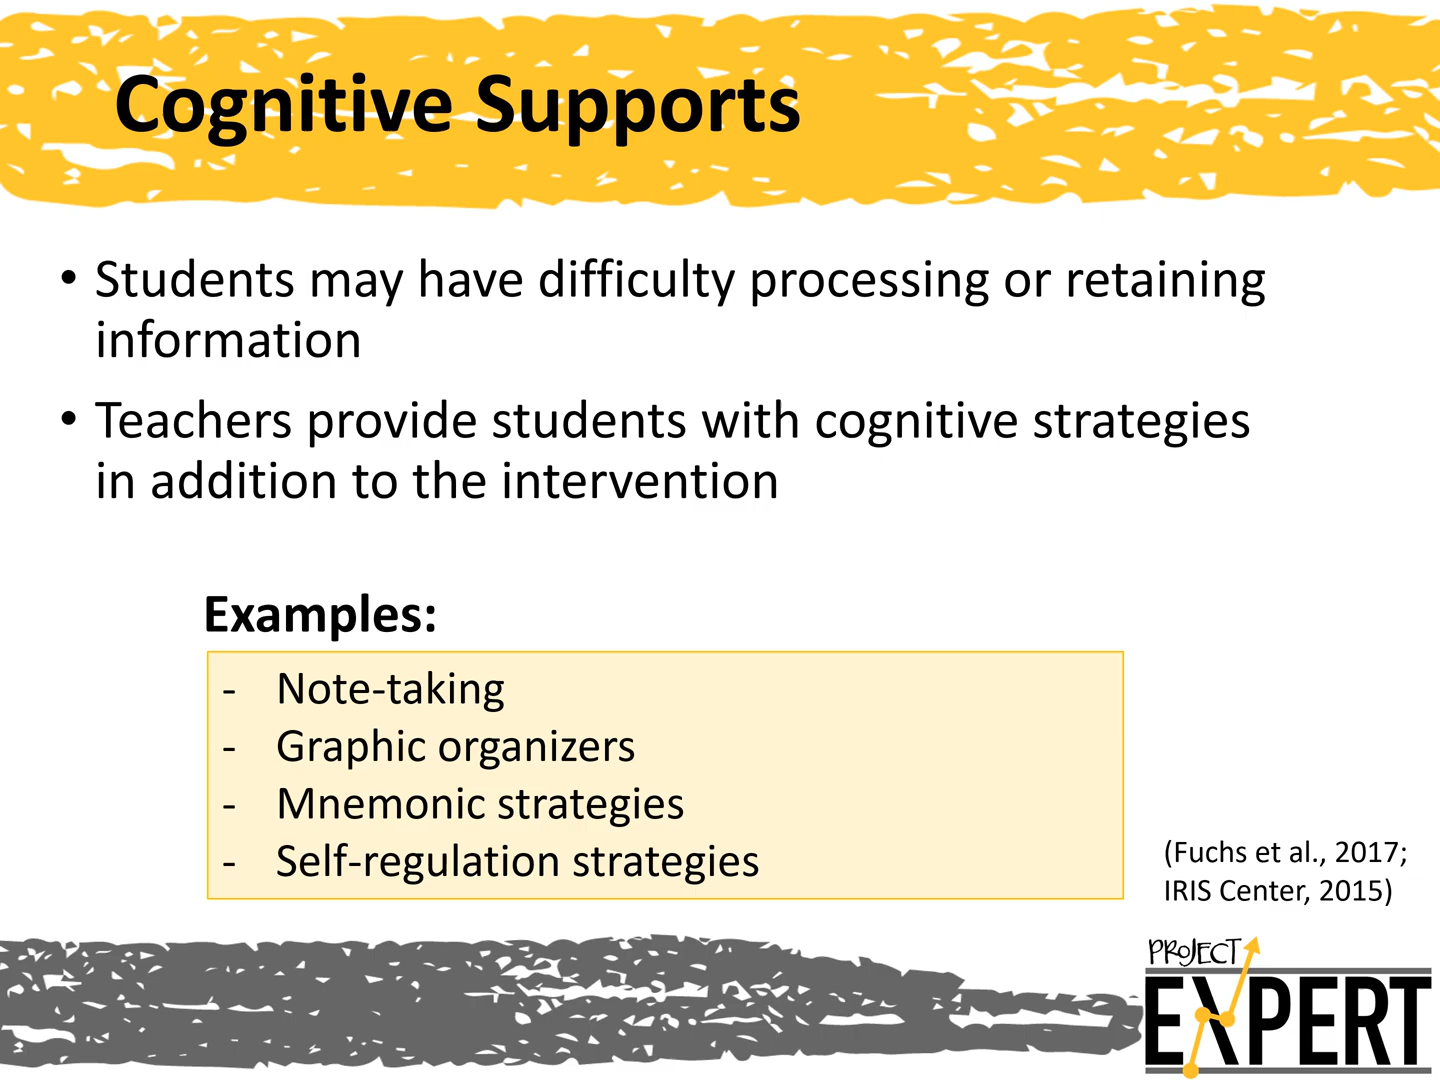 Cognitive Supports
• Students may have difficulty processing or retaining
information
• Teachers provide students with cognitive strategies
in addition to the intervention
Examples:
- Note-taking
- Graphic organizers
- Mnemonic strategies
- Self-regulation strategies
(Fuchs et al., 2017;
IRIS Center, 2015)
PROJECT
EXPERT